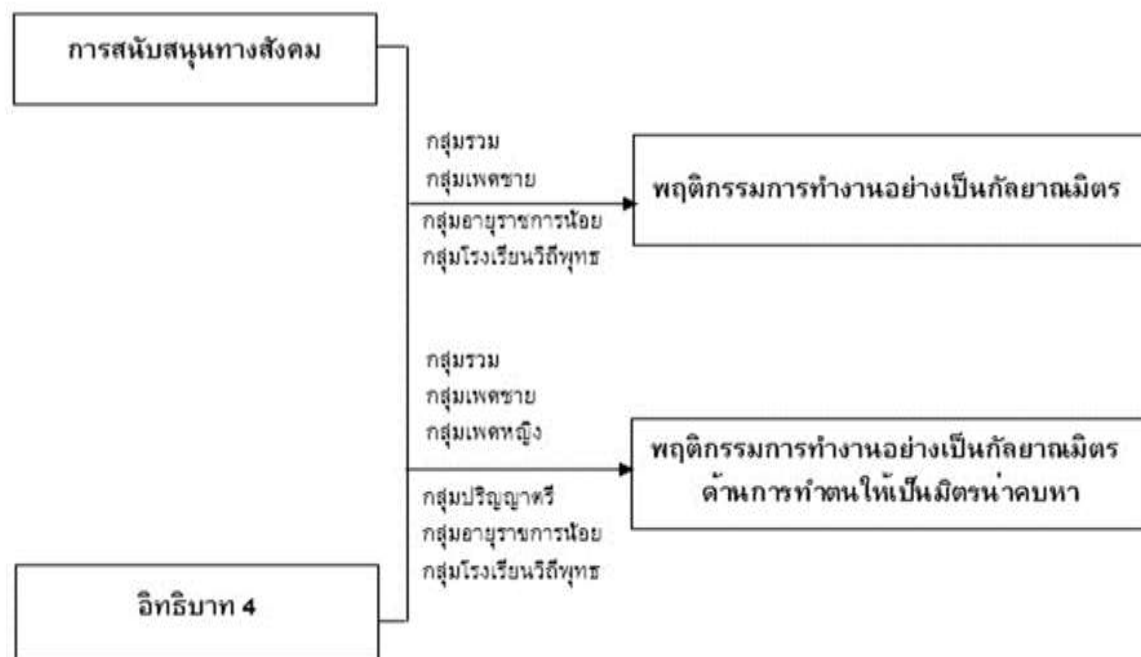 การสนับสนุนทางสังคม
กลุ่มรวม
กลุ่มเพศชาย
กลุ่มอายุราชการน้อย
กลุ่มโรงเรียนวิถีพุทธ
พฤติกรรมการทำงานอย่างเป็นกัลยาณมิตร
กลุ่มรวม
กลุ่มเพศชาย
กลุ่มเพศหญิง
กลุ่มปริญญาตรี
กลุ่มอายุราชการน้อย
กลุ่มโรงเรียนวิถีพุทธ
พฤติกรรมการทำงานอย่างเป็นกัลยาณมิตร
ด้านการทำตนให้เป็นมิตรน่าคบหา
อิทธิบาท 4